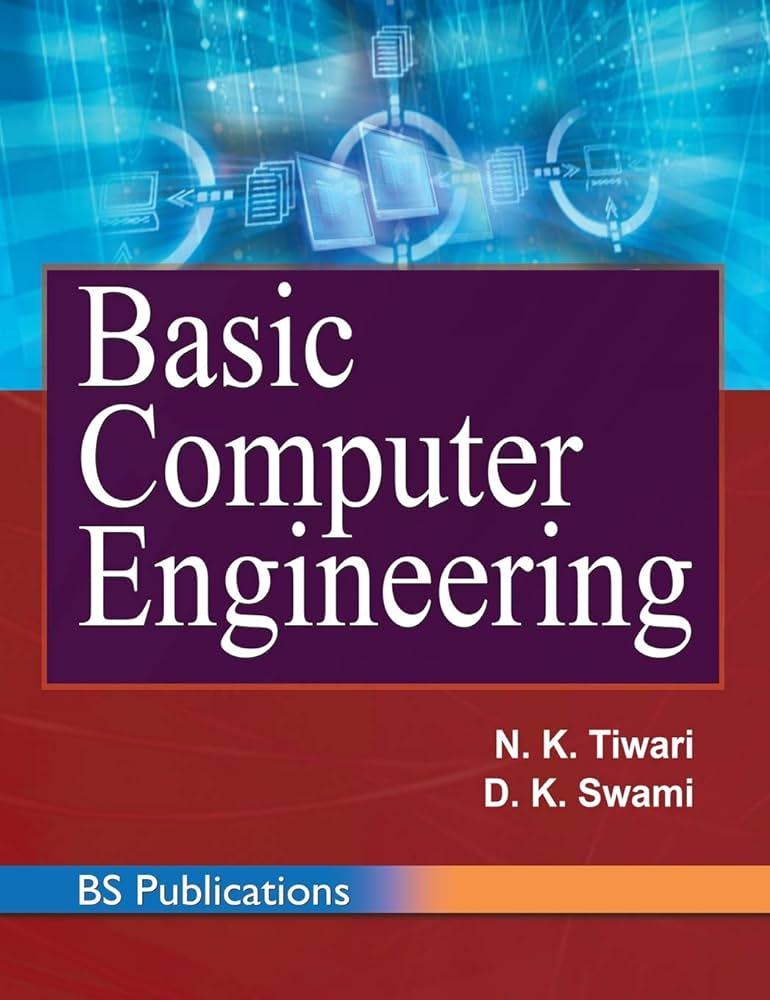 Basic
Computer
Engineering
N. K. Tiwari
D. K. Swami
BS Publications